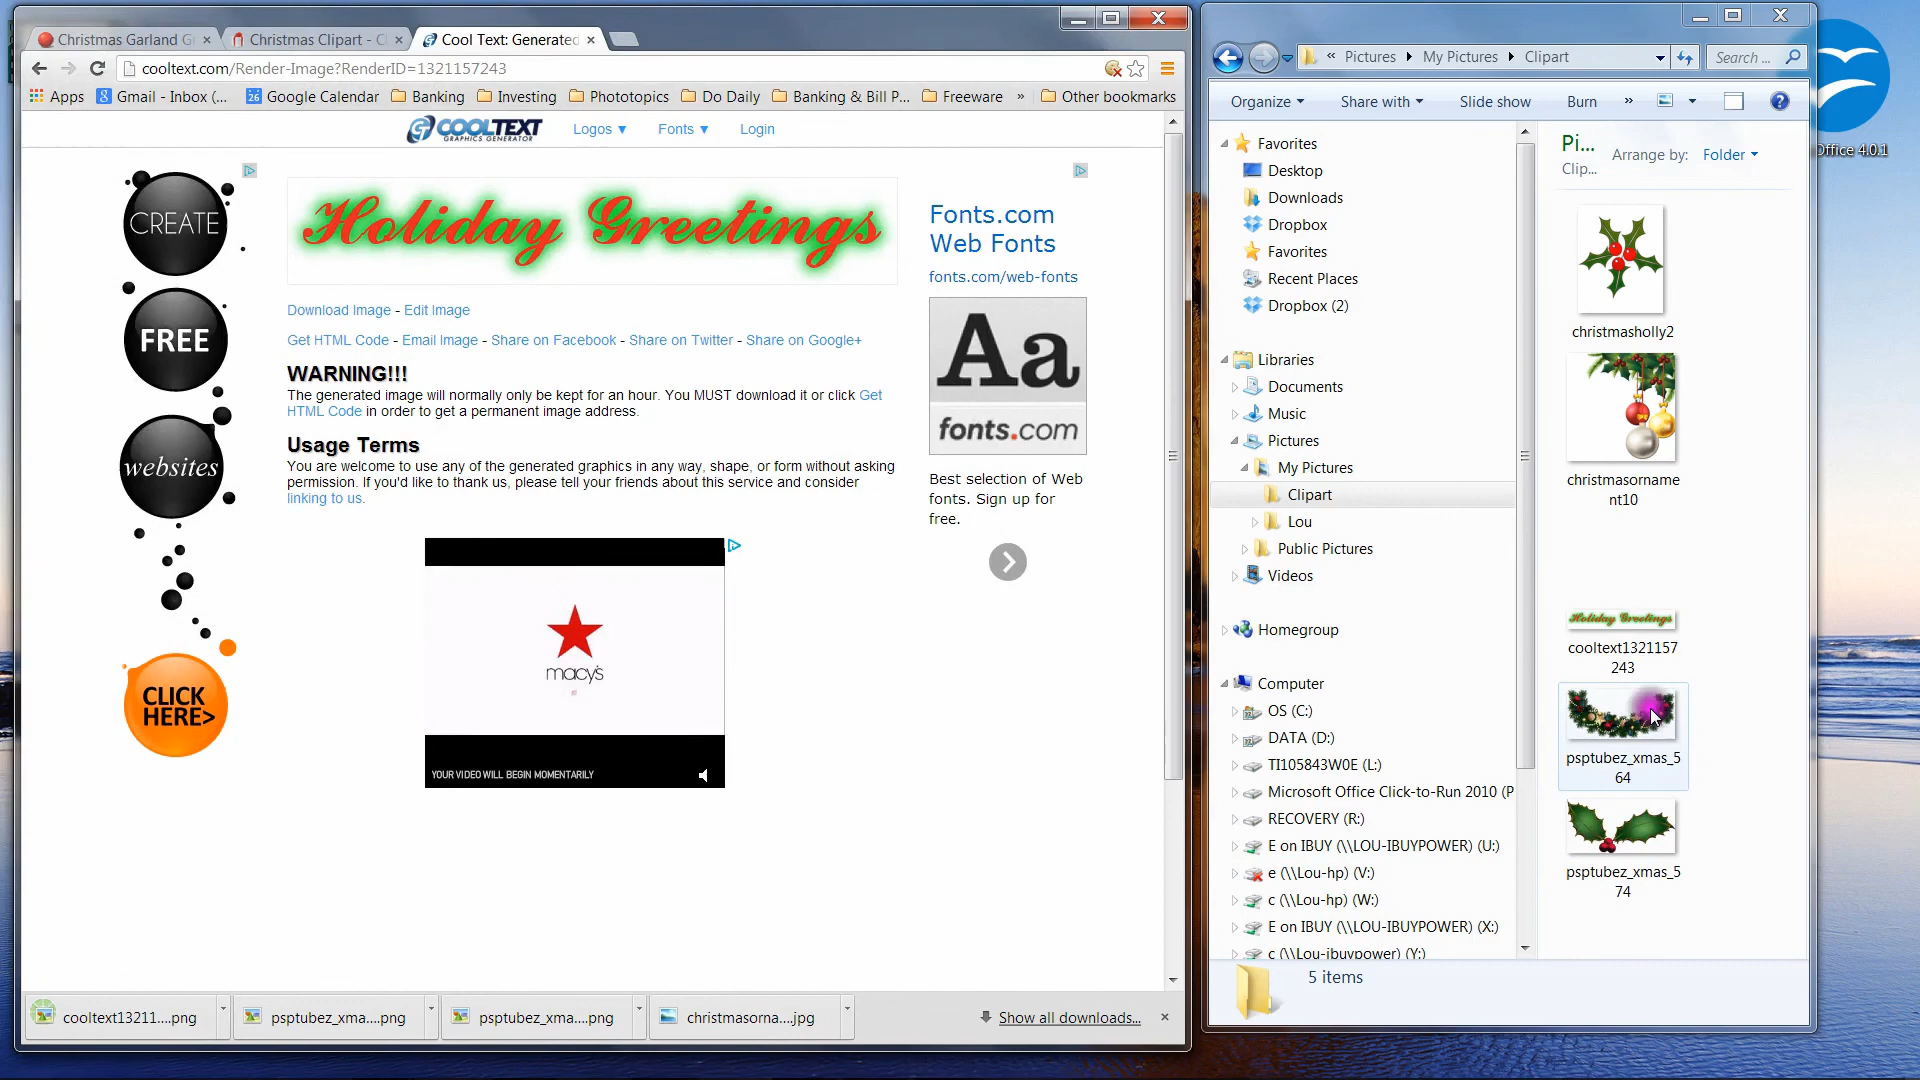 Christmas Garland G
Christmas Clipart - C
Cool Text: Generated
cooltext.com/Render-Image?RenderID=1321157243
Apps
Gmail - Inbox (...
26
Google Calendar
Banking
Investing
Phototopics
Do Daily
Banking & Bill P...
Freeware
»
Other bookmarks
COOLTEXT
GRAPHICS GENERATOR
Logos ▼
Fonts ▼
Login
CREATE
FREE
websites
CLICK
HERE>
Holiday Greetings
Download Image - Edit Image
Get HTML Code - Email Image - Share on Facebook - Share on Twitter - Share on Google+
WARNING!!!
The generated image will normally only be kept for an hour. You MUST download it or click Get
HTML Code in order to get a permanent image address.
Usage Terms
You are welcome to use any of the generated graphics in any way, shape, or form without asking
permission. If you'd like to thank us, please tell your friends about this service and consider
linking to us.
macy's
YOUR VIDEO WILL BEGIN MOMENTARILY
Fonts.com
Web Fonts
fonts.com/web-fonts
Aa
fonts.com
Best selection of Web
fonts. Sign up for
free.
cooltext13211....png
psptubez_xma....png
psptubez_xma....png
christmasorna....jpg
Show all downloads...
« Pictures
My Pictures
Clipart
Search ...
Organize
Share with
Slide show
Burn
»
Favorites
Desktop
Downloads
Dropbox
Favorites
Recent Places
Dropbox (2)
Libraries
Documents
Music
Pictures
My Pictures
Clipart
Lou
Public Pictures
Videos
Homegroup
Computer
OS (C:)
DATA (D:)
TI105843W0E (L:)
Microsoft Office Click-to-Run 2010 (P
RECOVERY (R:)
E on IBUY (\\LOU-IBUYPOWER) (U:)
e (\\Lou-hp) (V:)
c (\\Lou-hp) (W:)
E on IBUY (\\LOU-IBUYPOWER) (X:)
c (\\Lou-ibuypower) (Y:)
Pi...
Clip...
Arrange by:
Folder
christmasholly2
christmasorname
nt10
Holiday Greetings
cooltext1321157
243
psptubez_xmas_5
64
psptubez_xmas_5
74
5 items
Office 4.0.1